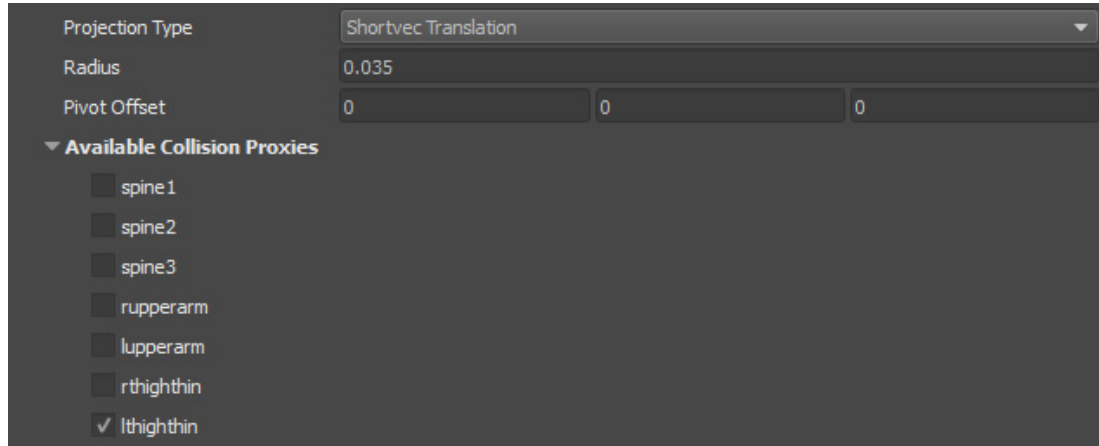 Projection Type Shortvec Translation
Radius 0.035
Pivot Offset 0 0 0
Available Collision Proxies
spine1
spine2
spine3
rupperarm
lupperarm
rthighthin
lthighthin